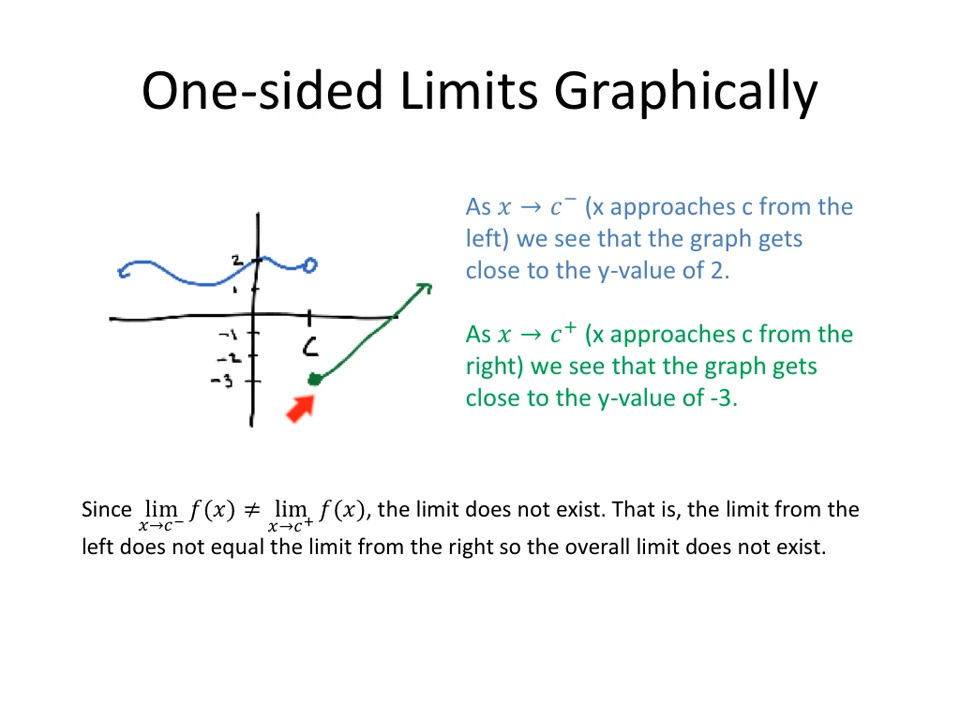 One-sided Limits Graphically
As x → c⁻ (x approaches c from the
left) we see that the graph gets
close to the y-value of 2.
As x → c⁺ (x approaches c from the
right) we see that the graph gets
close to the y-value of -3.
2
1
-1
-2
-3
C
Since lim x→c⁻ f(x) ≠ lim x→c⁺ f(x), the limit does not exist. That is, the limit from the
left does not equal the limit from the right so the overall limit does not exist.